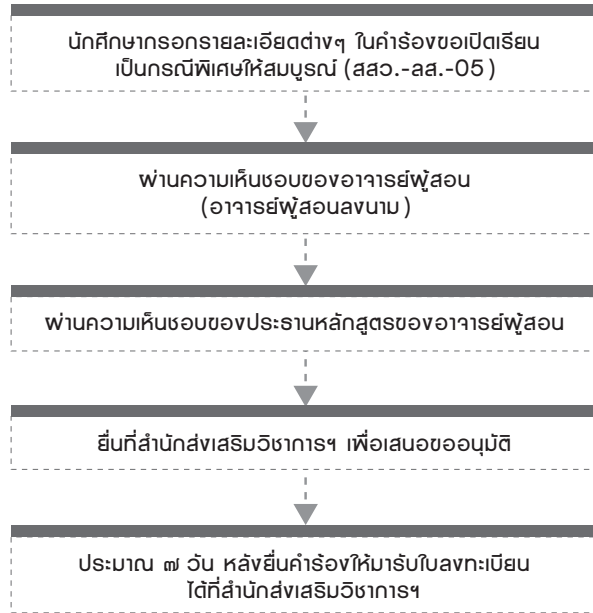 นักศึกษากรอกรายละเอียดต่างๆ ในคำร้องขอเปิดเรียน
เป็นกรณีพิเศษให้สมบูรณ์ (สสว.-ลส.-05)
ผ่านความเห็นชอบของอาจารย์ผู้สอน
(อาจารย์ผู้สอนลงนาม)
ผ่านความเห็นชอบของประธานหลักสูตรของอาจารย์ผู้สอน
ยื่นที่สำนักส่งเสริมวิชาการฯ เพื่อเสนอขออนุมัติ
ประมาณ ๗ วัน หลังยื่นคำร้องให้มารับใบลงทะเบียน
ได้ที่สำนักส่งเสริมวิชาการฯ